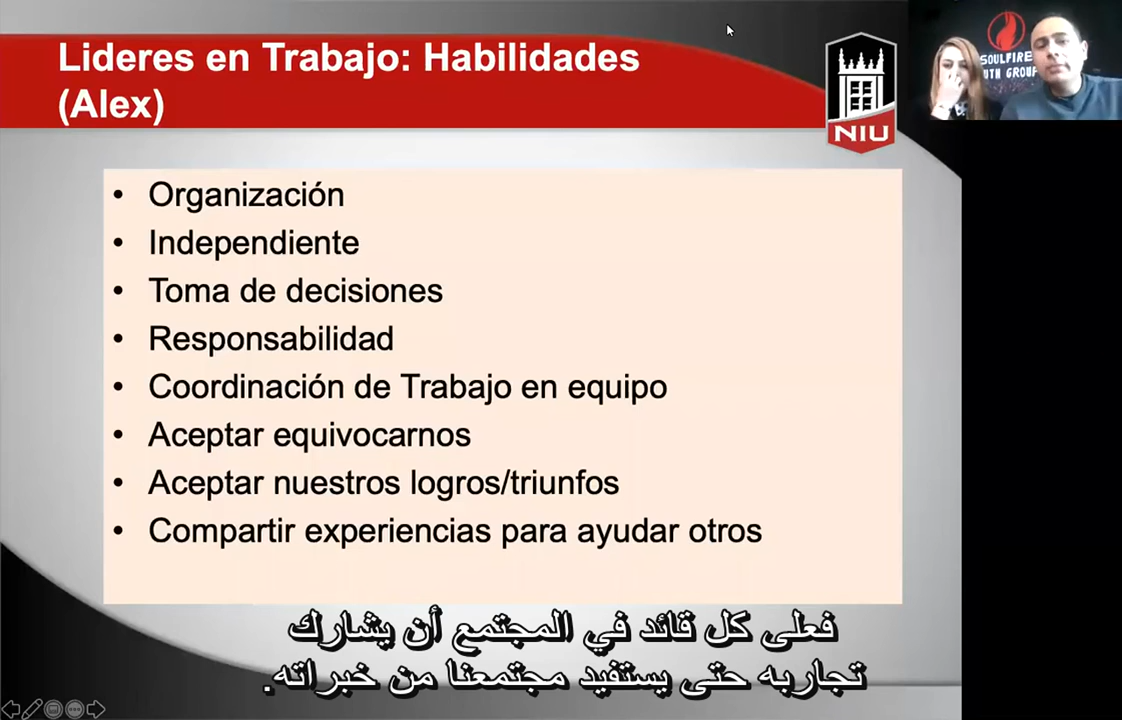 Lideres en Trabajo: Habilidades
(Alex)
NIU
SOULFIRE
UTH GROUP
• Organización
• Independiente
• Toma de decisiones
• Responsabilidad
• Coordinación de Trabajo en equipo
• Aceptar equivocarnos
• Aceptar nuestros logros/triunfos
• Compartir experiencias para ayudar otros
فعلى كل قائد في المجتمع أن يشارك
تجاربه حتى يستفيد مجتمعنا من خبراته.